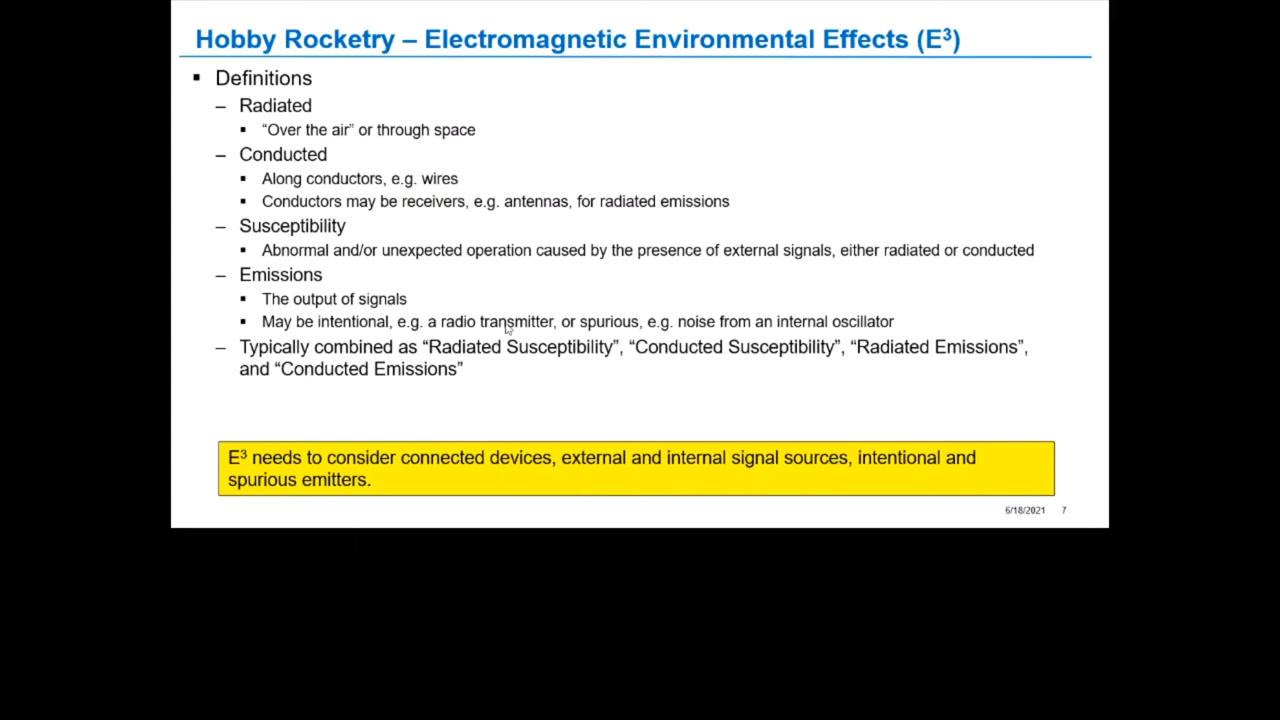 Hobby Rocketry – Electromagnetic Environmental Effects (E³)
▪ Definitions
– Radiated
▪ “Over the air” or through space
– Conducted
▪ Along conductors, e.g. wires
▪ Conductors may be receivers, e.g. antennas, for radiated emissions
– Susceptibility
▪ Abnormal and/or unexpected operation caused by the presence of external signals, either radiated or conducted
– Emissions
▪ The output of signals
▪ May be intentional, e.g. a radio transmitter, or spurious, e.g. noise from an internal oscillator
– Typically combined as “Radiated Susceptibility”, “Conducted Susceptibility”, “Radiated Emissions”,
and “Conducted Emissions”
E³ needs to consider connected devices, external and internal signal sources, intentional and
spurious emitters.
6/18/2021 7